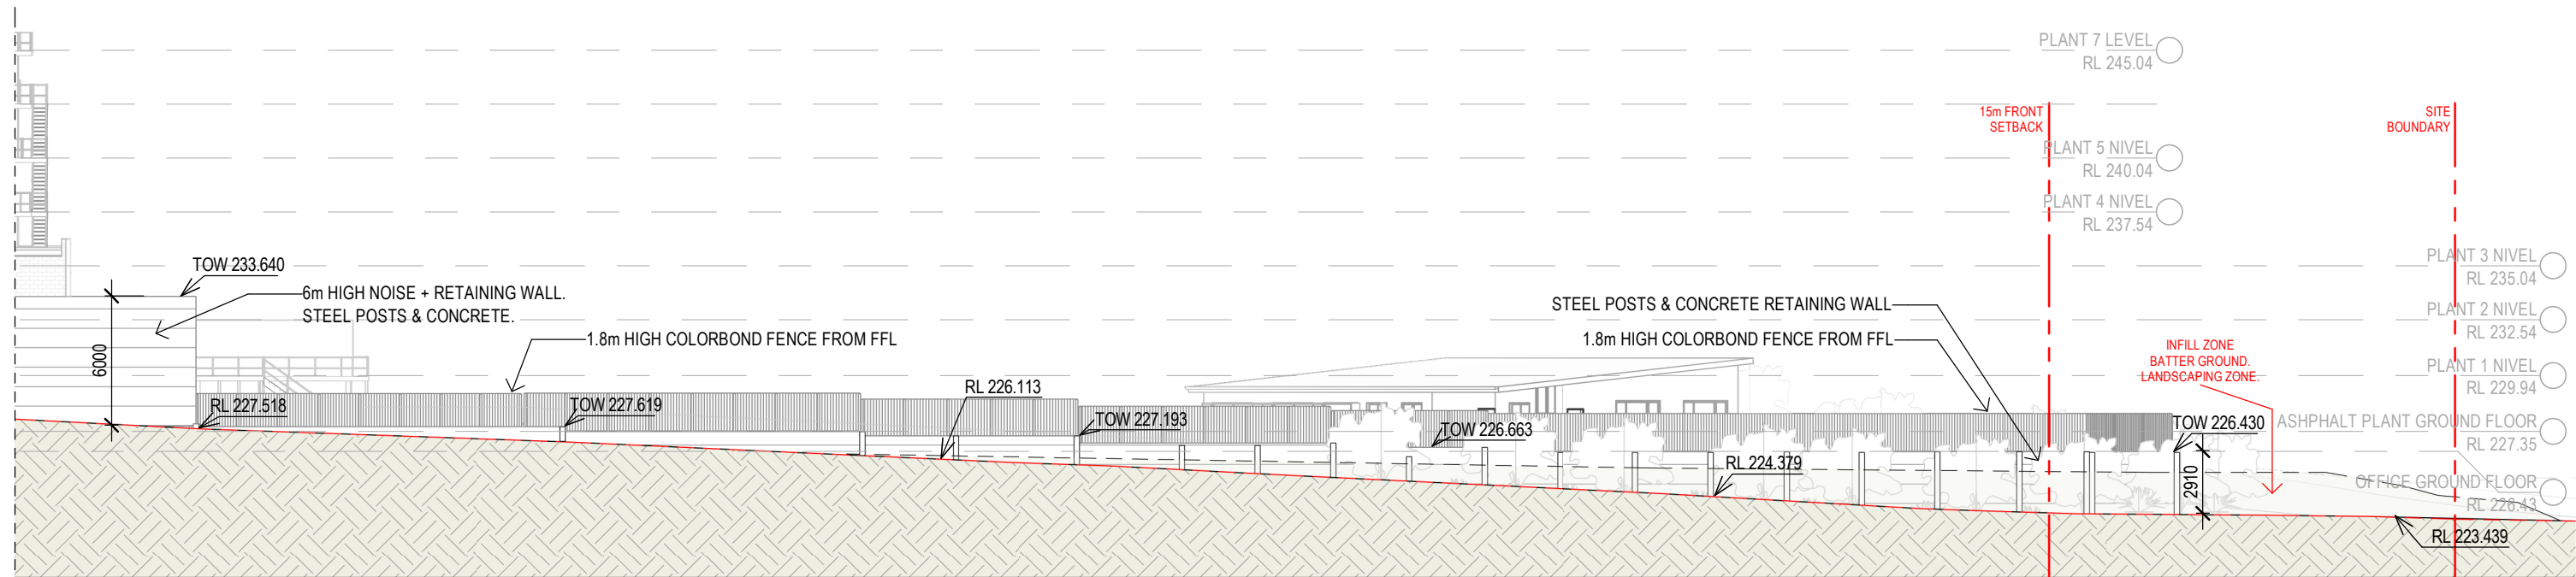 PLANT 7 LEVEL
RL 245.04
15m FRONT
SETBACK
SITE
BOUNDARY
PLANT 5 NIVEL
RL 240.04
PLANT 4 NIVEL
RL 237.54
PLANT 3 NIVEL
RL 235.04
TOW 233.640
6m HIGH NOISE + RETAINING WALL.
STEEL POSTS & CONCRETE.
STEEL POSTS & CONCRETE RETAINING WALL
PLANT 2 NIVEL
RL 232.54
1.8m HIGH COLORBOND FENCE FROM FFL
1.8m HIGH COLORBOND FENCE FROM FFL
INFILL ZONE
BATTER GROUND.
LANDSCAPING ZONE.
6000
PLANT 1 NIVEL
RL 229.94
RL 226.113
RL 227.518
TOW 227.619
TOW 227.193
TOW 226.663
TOW 226.430
ASHPHALT PLANT GROUND FLOOR
RL 227.35
RL 224.379
2910
OFFICE GROUND FLOOR
RL 226.43
RL 223.439